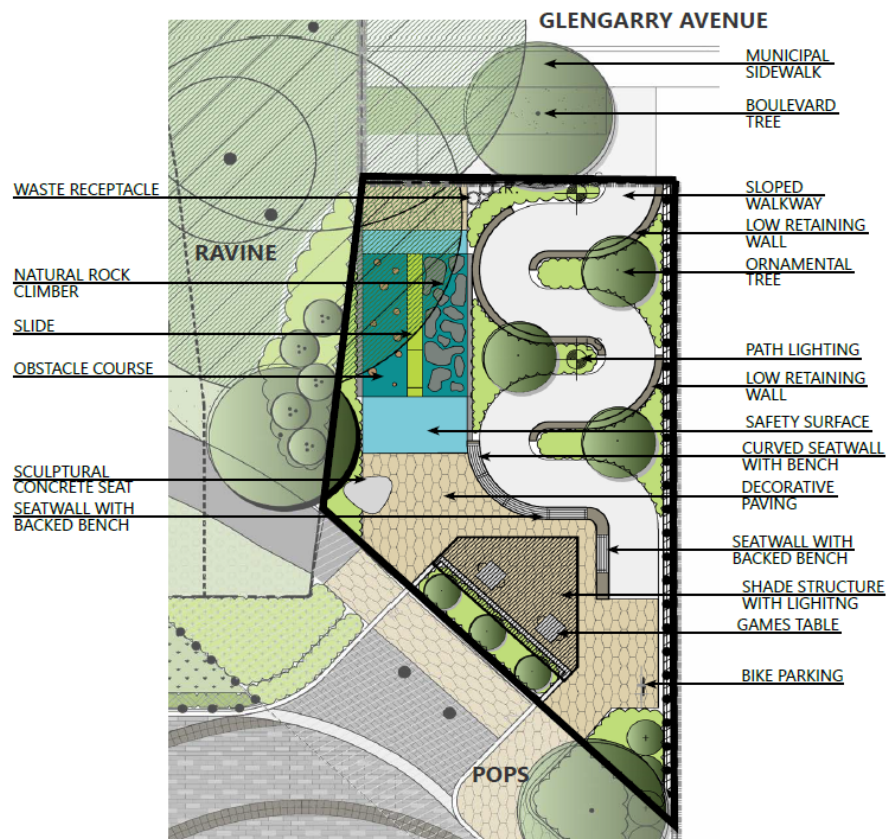 GLENGARRY AVENUE
MUNICIPAL
SIDEWALK
BOULEVARD
TREE
WASTE RECEPTACLE
SLOPED
WALKWAY
LOW RETAINING
WALL
RAVINE
NATURAL ROCK
CLIMBER
ORNAMENTAL
TREE
SLIDE
OBSTACLE COURSE
PATH LIGHTING
LOW RETAINING
WALL
SAFETY SURFACE
CURVED SEATWALL
WITH BENCH
SCULPTURAL
CONCRETE SEAT
DECORATIVE
PAVING
SEATWALL WITH
BACKED BENCH
SEATWALL WITH
BACKED BENCH
SHADE STRUCTURE
WITH LIGHITNG
GAMES TABLE
BIKE PARKING
POPS